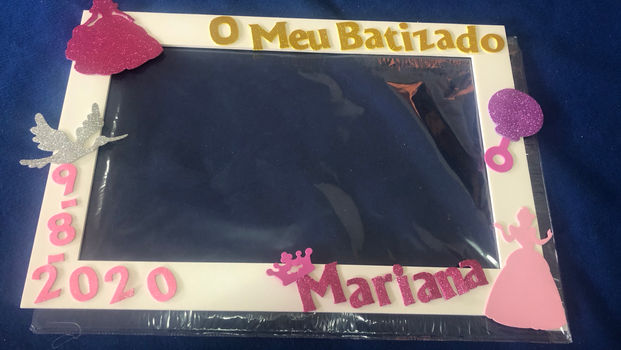 O Meu Batizado
9-
8-
2020
Mariana